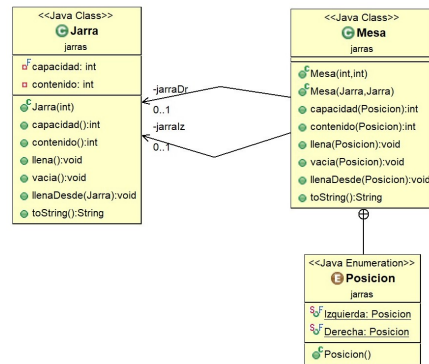 <<Java Class>>
Jarra
jarras
capacidad: int
contenido: int
Jarra(int)
capacidad():int
contenido():int
llena():void
vacia():void
llenaDesde(Jarra):void
toString():String
-jarraDr
0..1
-jarraIz
0..1
<<Java Class>>
Mesa
jarras
Mesa(int,int)
Mesa(Jarra,Jarra)
capacidad(Posicion):int
contenido(Posicion):int
llena(Posicion):void
vacia(Posicion):void
llenaDesde(Posicion):void
toString():String
<<Java Enumeration>>
Posicion
jarras
Izquierda: Posicion
Derecha: Posicion
Posicion()